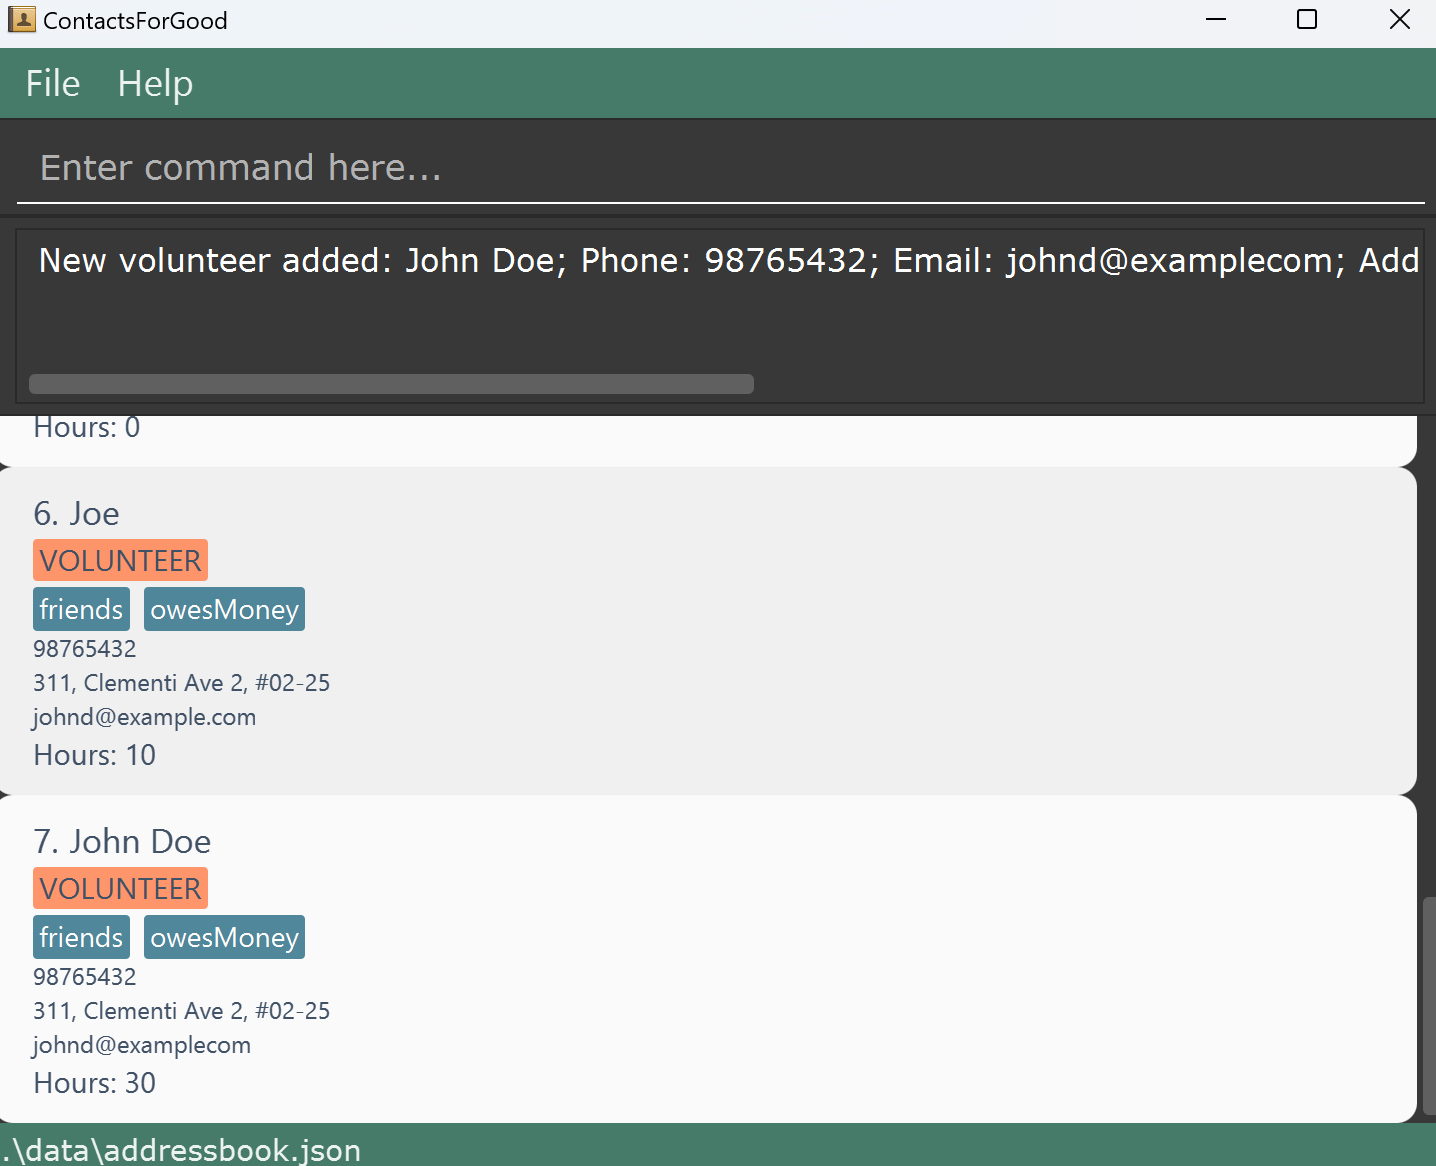 ContactsForGood
File Help
Enter command here...
New volunteer added: John Doe; Phone: 98765432; Email: johnd@examplecom; Add
Hours: 0
6. Joe
VOLUNTEER
friends owesMoney
98765432
311, Clementi Ave 2, #02-25
johnd@example.com
Hours: 10
7. John Doe
VOLUNTEER
friends owesMoney
98765432
311, Clementi Ave 2, #02-25
johnd@examplecom
Hours: 30
.\data\addressbook.json